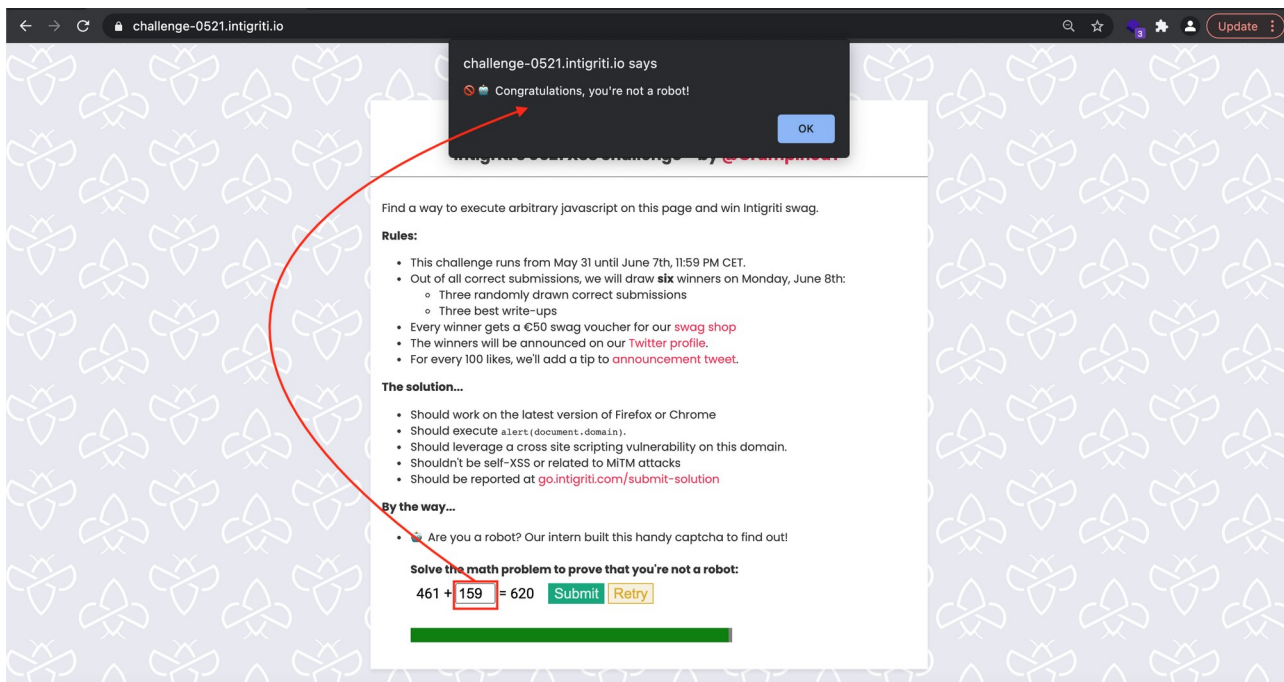 challenge-0521.intigriti.io
Update
3
challenge-0521.intigriti.io says
Congratulations, you're not a robot!
OK
Find a way to execute arbitrary javascript on this page and win Intigriti swag.
Rules:
• This challenge runs from May 31 until June 7th, 11:59 PM CET.
• Out of all correct submissions, we will draw six winners on Monday, June 8th:
○ Three randomly drawn correct submissions
○ Three best write-ups
• Every winner gets a €50 swag voucher for our swag shop
• The winners will be announced on our Twitter profile.
• For every 100 likes, we'll add a tip to announcement tweet.
The solution...
• Should work on the latest version of Firefox or Chrome
• Should execute alert(document.domain).
• Should leverage a cross site scripting vulnerability on this domain.
• Shouldn't be self-XSS or related to MiTM attacks
• Should be reported at go.intigriti.com/submit-solution
By the way...
• Are you a robot? Our intern built this handy captcha to find out!
Solve the math problem to prove that you're not a robot:
461 + 159 = 620 Submit Retry